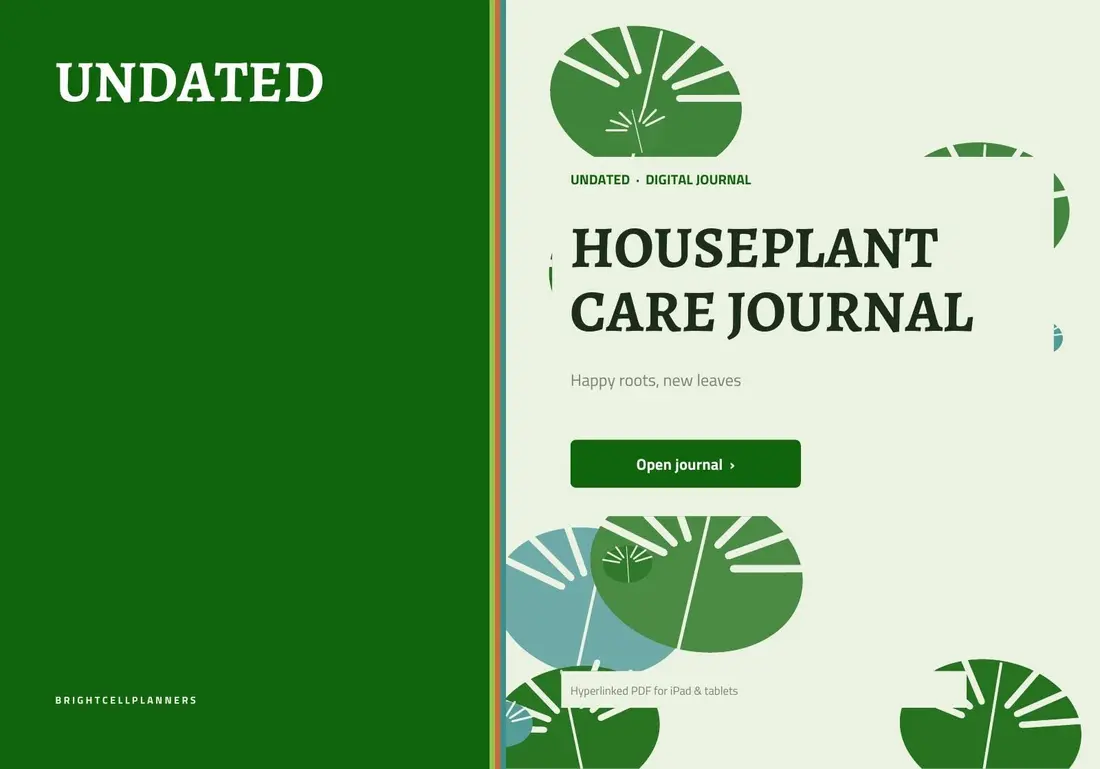 UNDATED
BRIGHTCELLPLANNERS
UNDATED · DIGITAL JOURNAL
HOUSEPLANT
CARE JOURNAL
Happy roots, new leaves
Open journal ›
Hyperlinked PDF for iPad & tablets